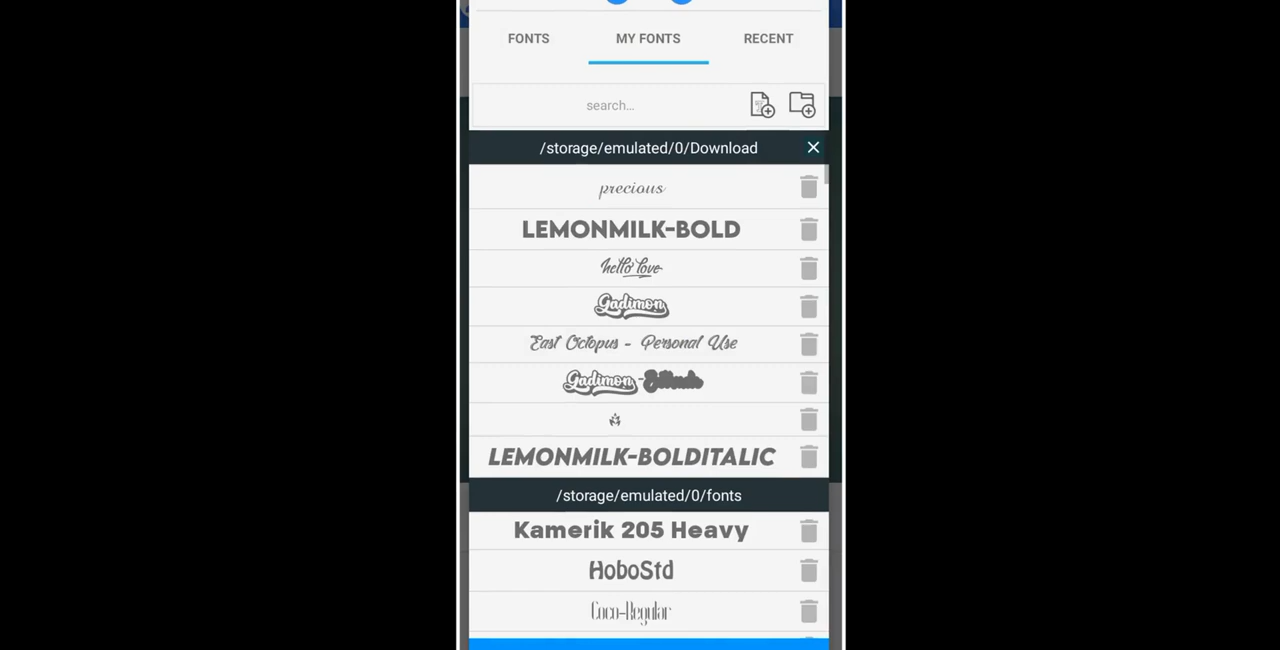 FONTS
MY FONTS
RECENT
search...
/storage/emulated/0/Download
precious
LEMONMILK-BOLD
hello love
Gadimon
East Octopus - Personal Use
Gadimon -
LEMONMILK-BOLDITALIC
/storage/emulated/0/fonts
Kamerik 205 Heavy
HoboStd
Coco-Regular